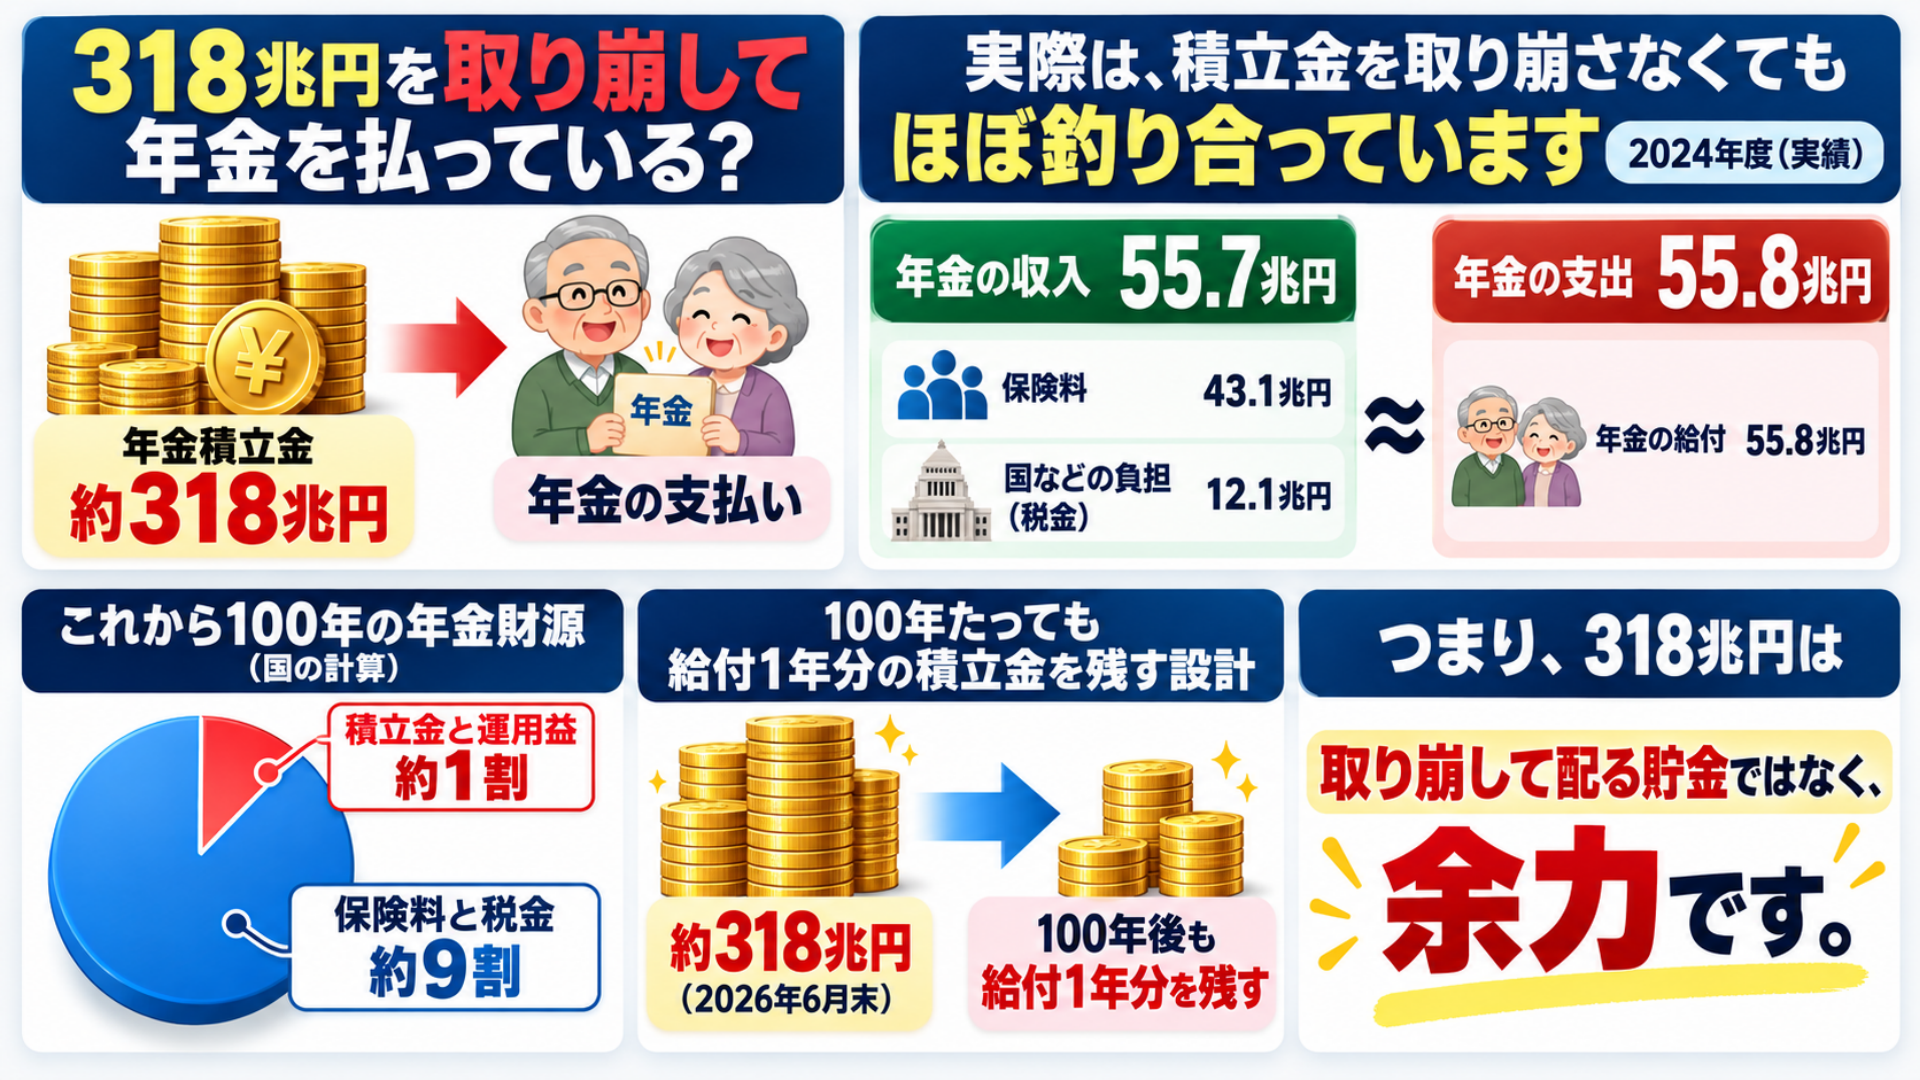 318兆円を取り崩して
年金を払っている?
年金積立金
約318兆円
年金
年金の支払い
実際は、積立金を取り崩さなくても
ほぼ釣り合っています
2024年度(実績)
年金の収入 55.7兆円
保険料 43.1兆円
国などの負担
(税金)
12.1兆円
≈
年金の支出 55.8兆円
年金の給付 55.8兆円
これから100年の年金財源
(国の計算)
積立金と運用益
約1割
保険料と税金
約9割
100年たっても
給付1年分の積立金を残す設計
約318兆円
(2026年6月末)
100年後も
給付1年分を残す
つまり、318兆円は
取り崩して配る貯金ではなく、
余力です。